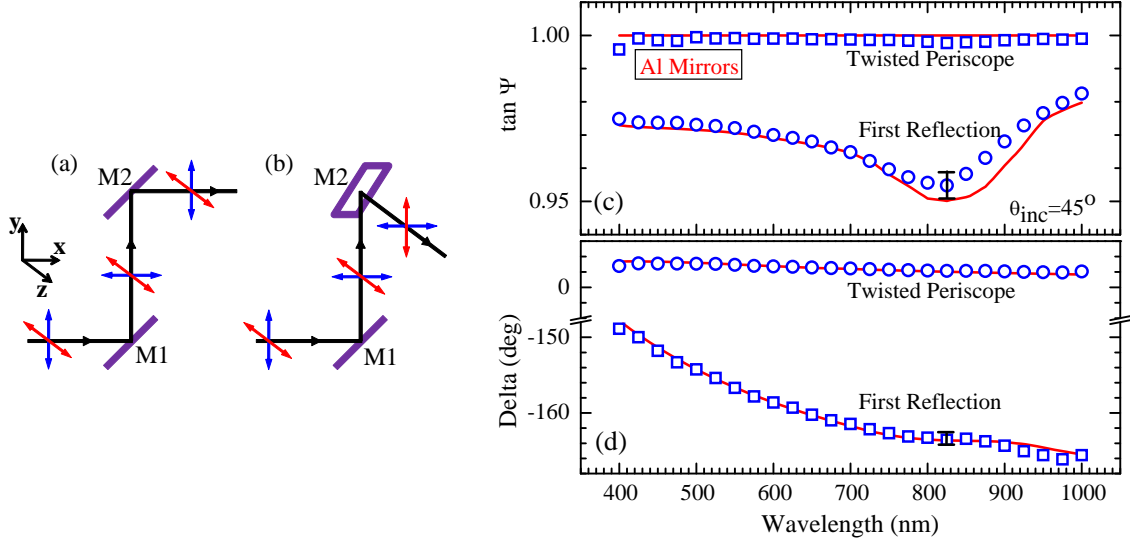 (a)
M2
y
x
z
M1
(b)
M2
M1
1.00
0.95
tan Ψ
Al Mirrors
Twisted Periscope
First Reflection
(c)
θinc=45o
0
-150
-160
Delta (deg)
Twisted Periscope
First Reflection
(d)
400 500 600 700 800 900 1000
Wavelength (nm)